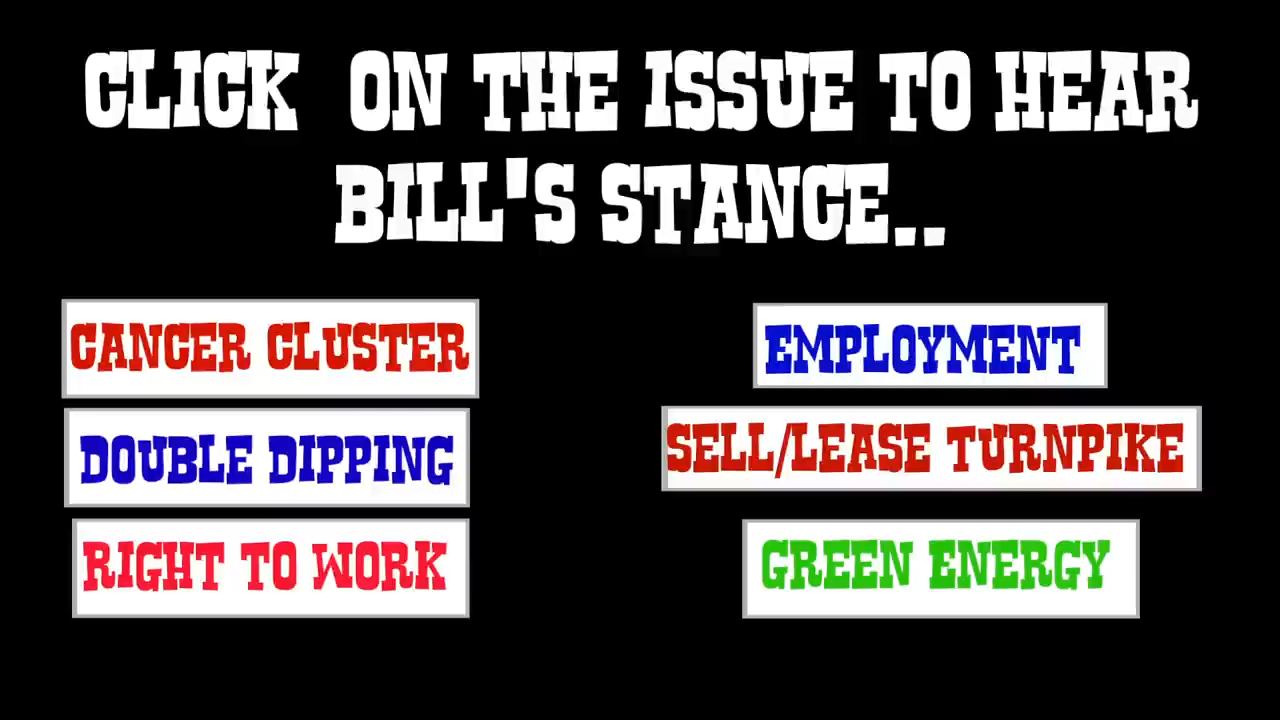 CLICK ON THE ISSUE TO HEAR
BILL'S STANCE..
CANCER CLUSTER
DOUBLE DIPPING
RIGHT TO WORK
EMPLOYMENT
SELL/LEASE TURNPIKE
GREEN ENERGY